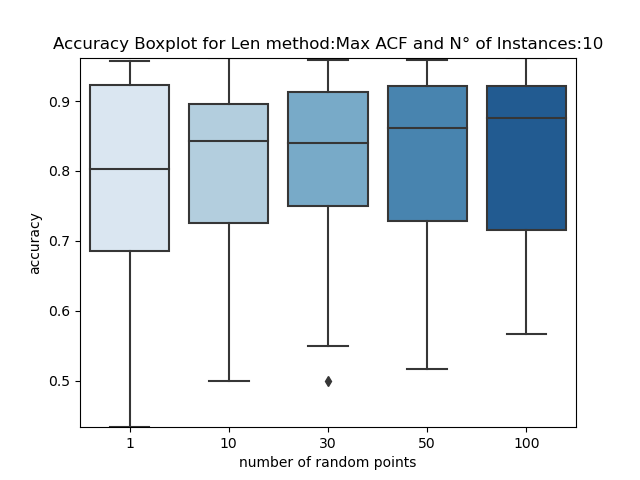 Accuracy Boxplot for Len method:Max ACF and N° of Instances:10
0.9
0.8
0.7
0.6
0.5
accuracy
1 10 30 50 100
number of random points